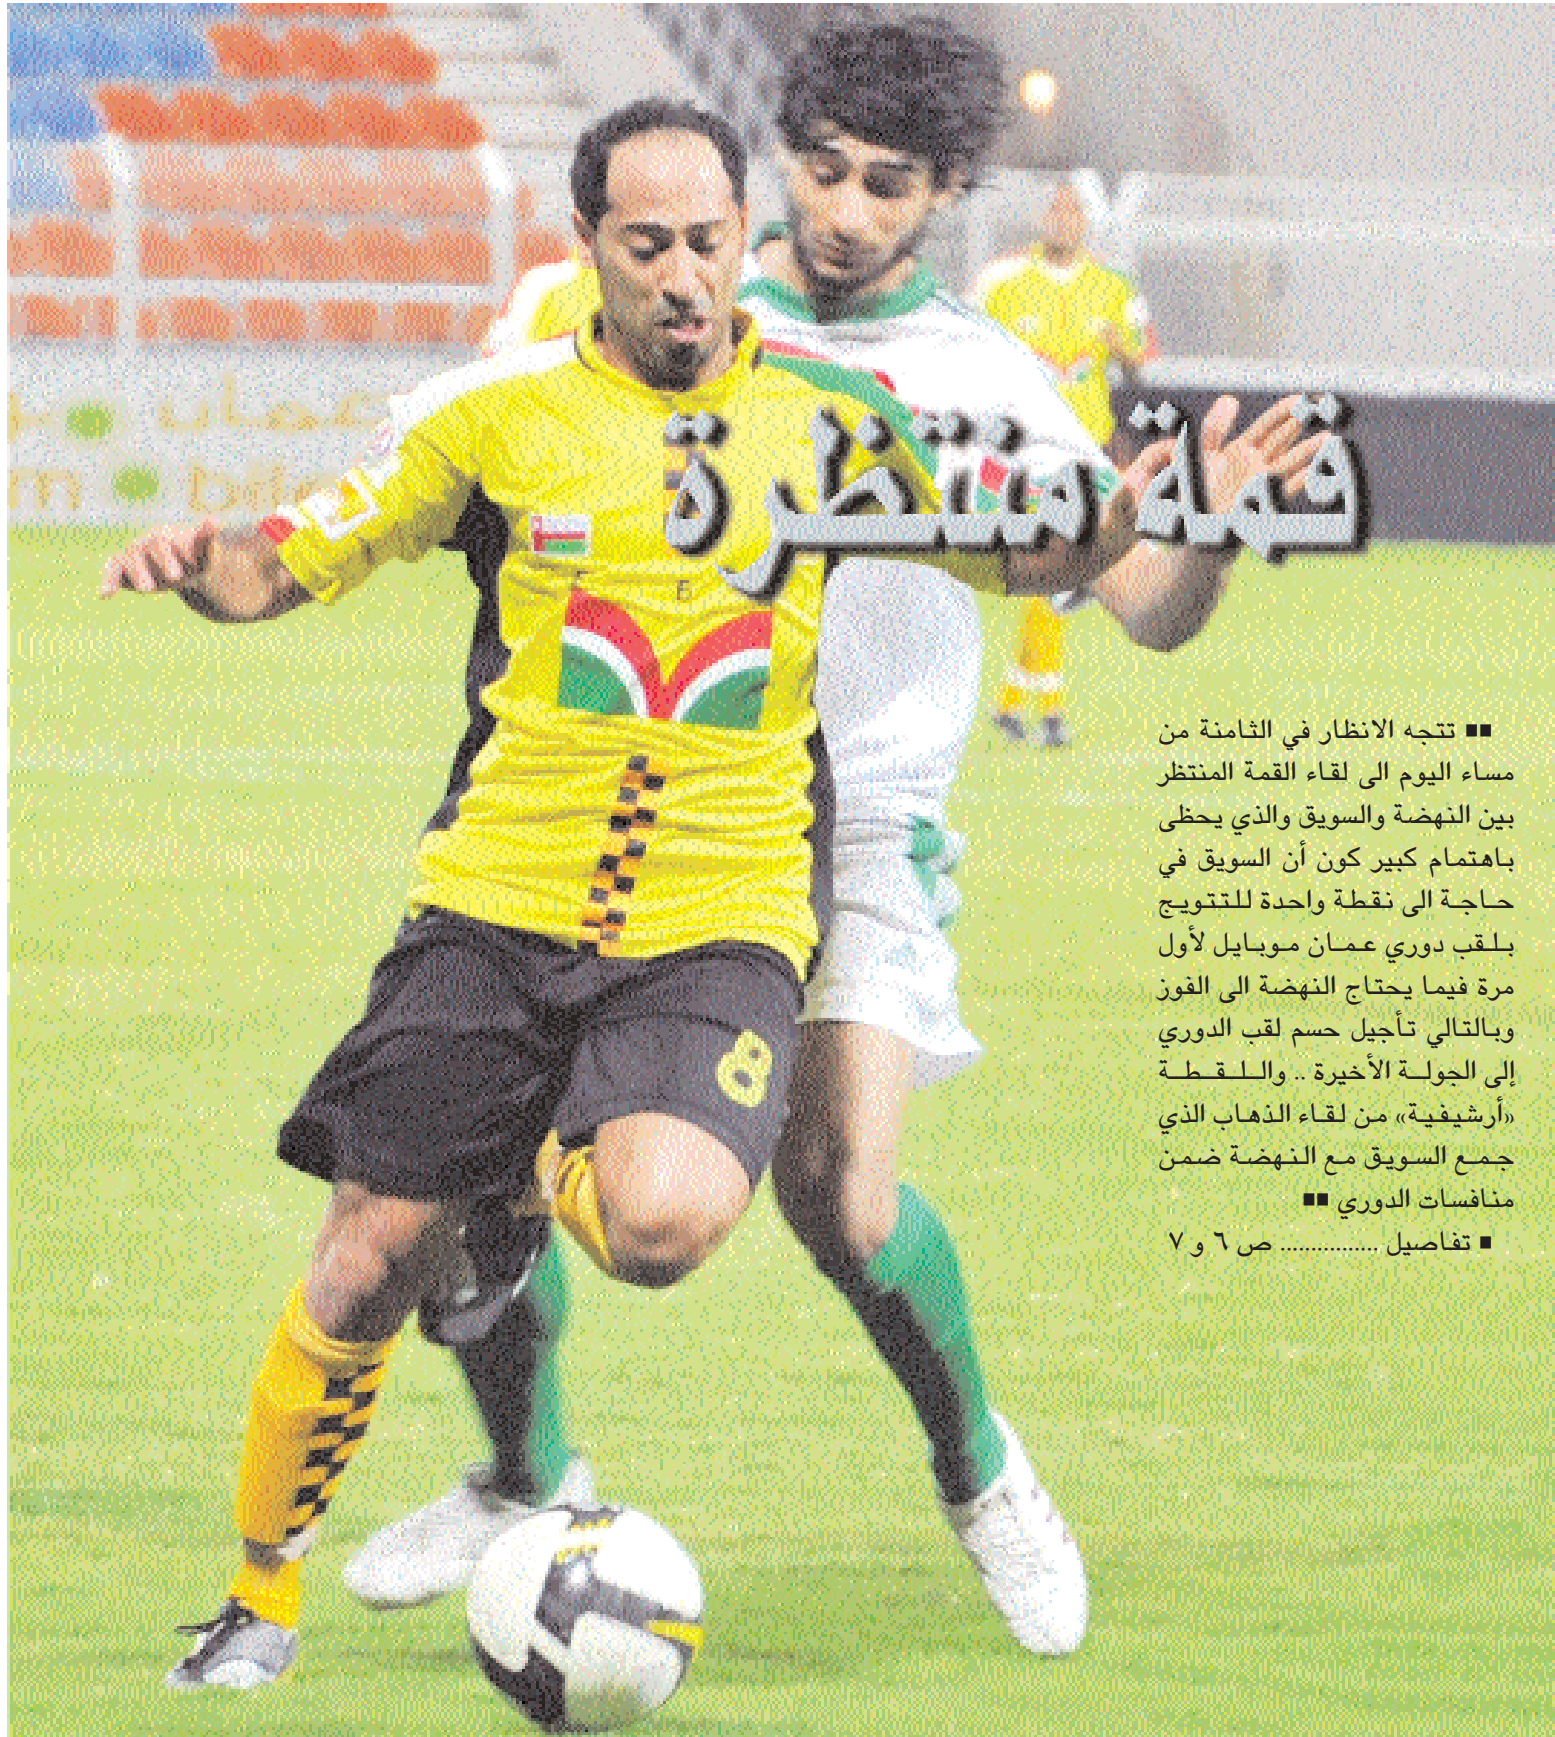 قمة منتظرة
■■ تتجه الانظار في الثامنة من
مساء اليوم الى لقاء القمة المنتظر
بين النهضة والسويق والذي يحظى
باهتمام كبير كون أن السويق في
حاجة الى نقطة واحدة للتتويج
بلقب دوري عمان موبايل لأول
مرة فيما يحتاج النهضة الى الفوز
وبالتالي تأجيل حسم لقب الدوري
إلى الجولة الأخيرة .. واللقطة
«أرشيفية» من لقاء الذهاب الذي
جمع السويق مع النهضة ضمن
منافسات الدوري ■■
■ تفاصيل ................ ص ٦ و ٧
عمان
m bile
8